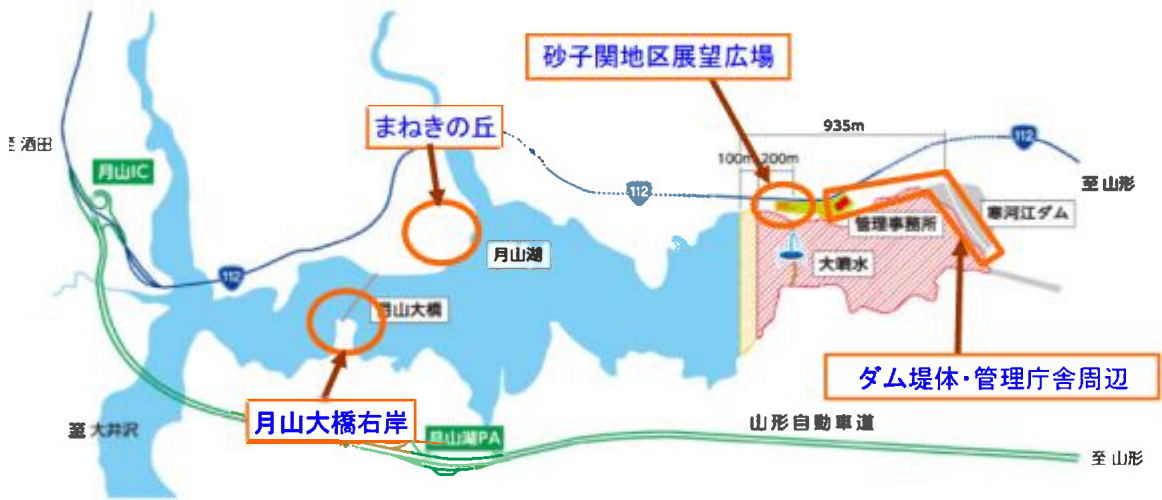 砂子関地区展望広場
まねきの丘
935m
112
至 酒田
100m
200m
月山IC
112
至 山形
管理事務所
寒河江ダム
月山湖
大噴水
112
月山大橋
ダム堤体・管理庁舎周辺
月山大橋右岸
至 大井沢
月山湖PA
山形自動車道
至 山形